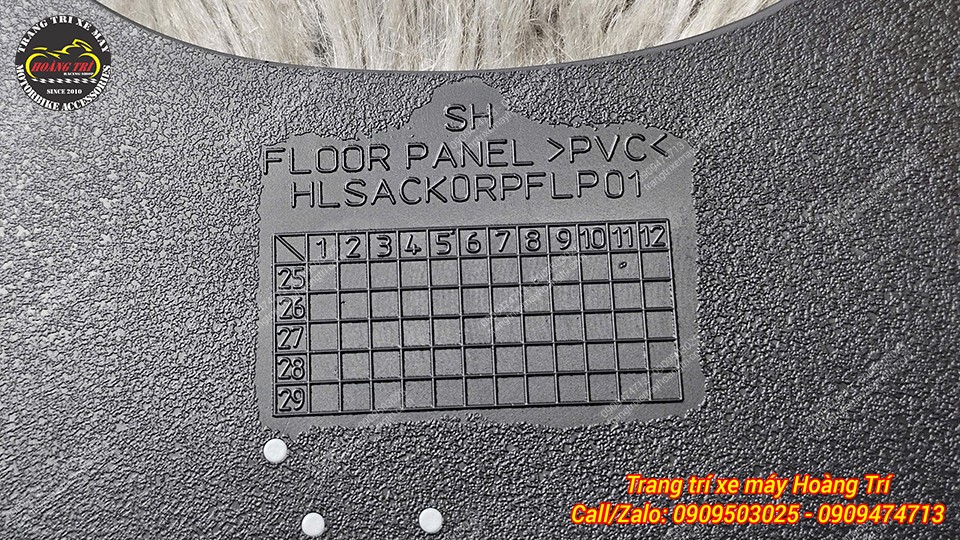 TRANG TRÍ XE MÁY
HOÀNG TRÍ
RACING SHOP
SINCE 2010
MOTORBIKE ACCESSORIES
SH
FLOOR PANEL >PVC<
HLSACK0RPFLP01
1 2 3 4 5 6 7 8 9 10 11 12
25
26
27
28
29
Trang trí xe máy Hoàng Trí
Call/Zalo: 0909503025 - 0909474713